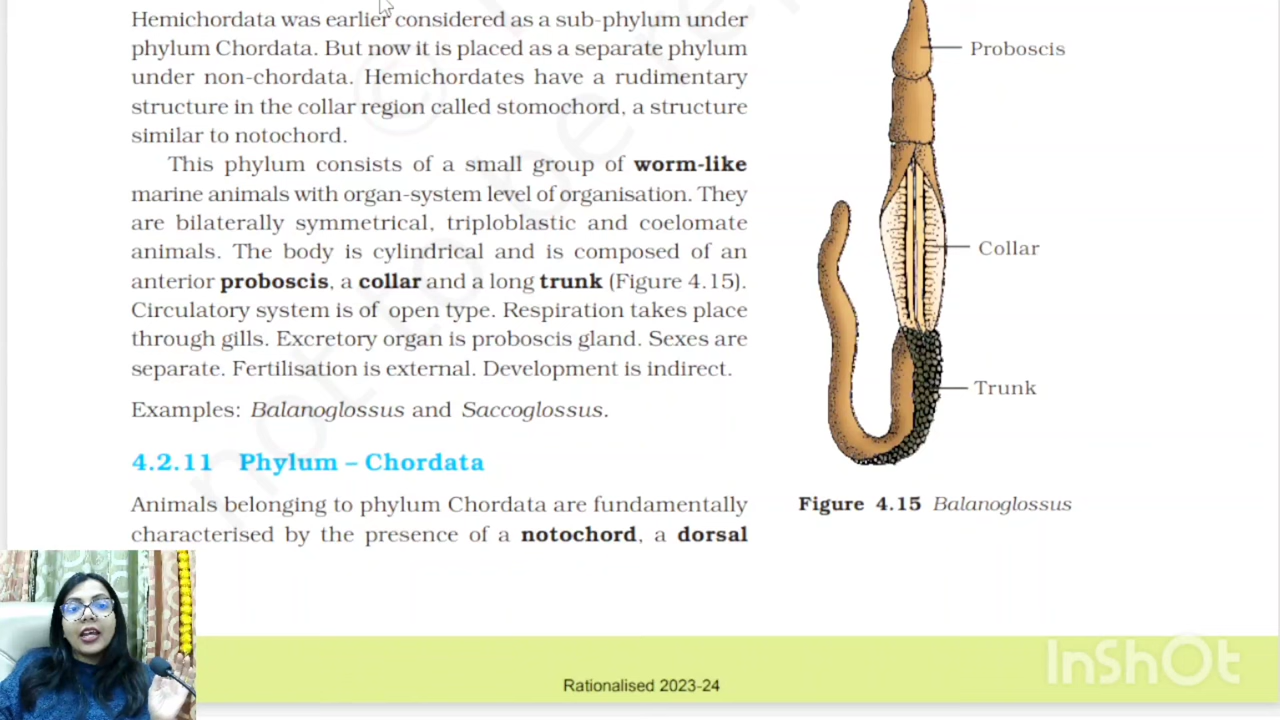 Hemichordata was earlier considered as a sub-phylum under
phylum Chordata. But now it is placed as a separate phylum
under non-chordata. Hemichordates have a rudimentary
structure in the collar region called stomochord, a structure
similar to notochord.
This phylum consists of a small group of worm-like
marine animals with organ-system level of organisation. They
are bilaterally symmetrical, triploblastic and coelomate
animals. The body is cylindrical and is composed of an
anterior proboscis, a collar and a long trunk (Figure 4.15).
Circulatory system is of open type. Respiration takes place
through gills. Excretory organ is proboscis gland. Sexes are
separate. Fertilisation is external. Development is indirect.
Examples: Balanoglossus and Saccoglossus.
4.2.11 Phylum – Chordata
Animals belonging to phylum Chordata are fundamentally
characterised by the presence of a notochord, a dorsal
Proboscis
Collar
Trunk
Figure 4.15 Balanoglossus
Rationalised 2023-24
InShOt
not to be re
©